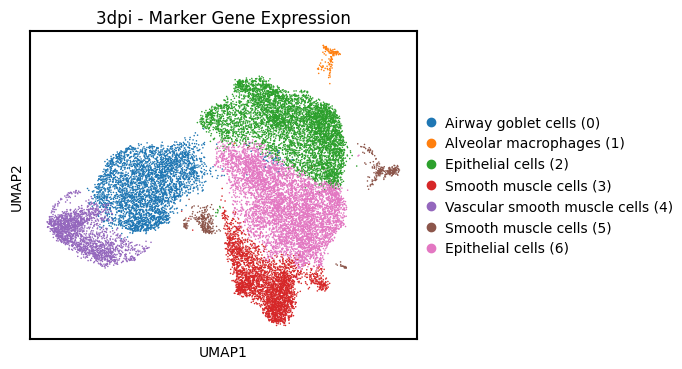 3dpi - Marker Gene Expression
UMAP2
UMAP1
Airway goblet cells (0)
Alveolar macrophages (1)
Epithelial cells (2)
Smooth muscle cells (3)
Vascular smooth muscle cells (4)
Smooth muscle cells (5)
Epithelial cells (6)